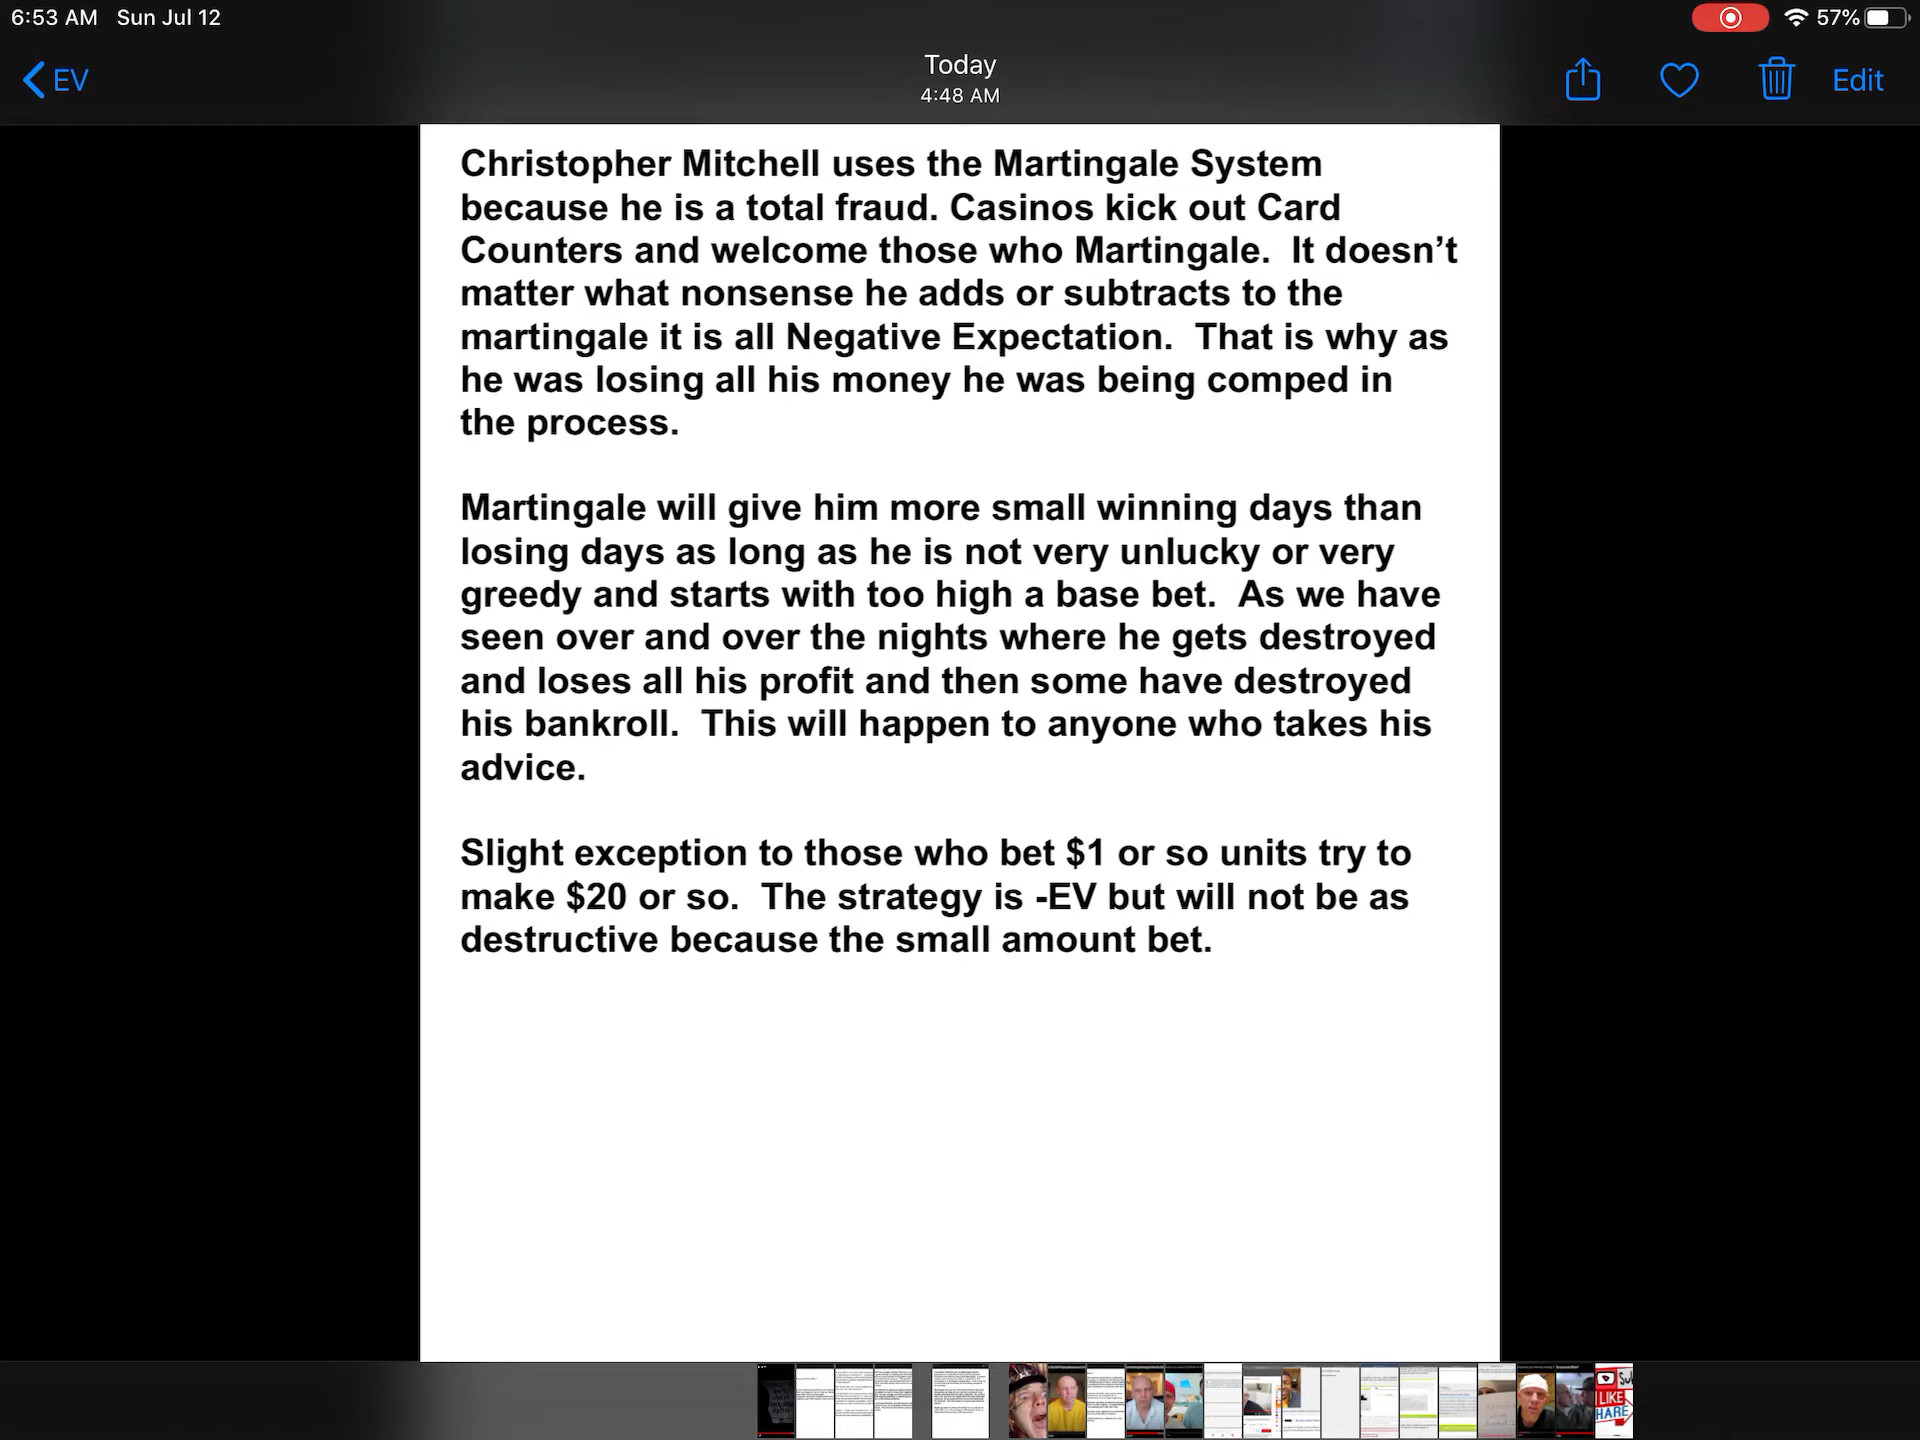 6:53 AM Sun Jul 12
57%
EV
Today
4:48 AM
Edit
Christopher Mitchell uses the Martingale System
because he is a total fraud. Casinos kick out Card
Counters and welcome those who Martingale. It doesn’t
matter what nonsense he adds or subtracts to the
martingale it is all Negative Expectation. That is why as
he was losing all his money he was being comped in
the process.
Martingale will give him more small winning days than
losing days as long as he is not very unlucky or very
greedy and starts with too high a base bet. As we have
seen over and over the nights where he gets destroyed
and loses all his profit and then some have destroyed
his bankroll. This will happen to anyone who takes his
advice.
Slight exception to those who bet $1 or so units try to
make $20 or so. The strategy is -EV but will not be as
destructive because the small amount bet.
LIKE